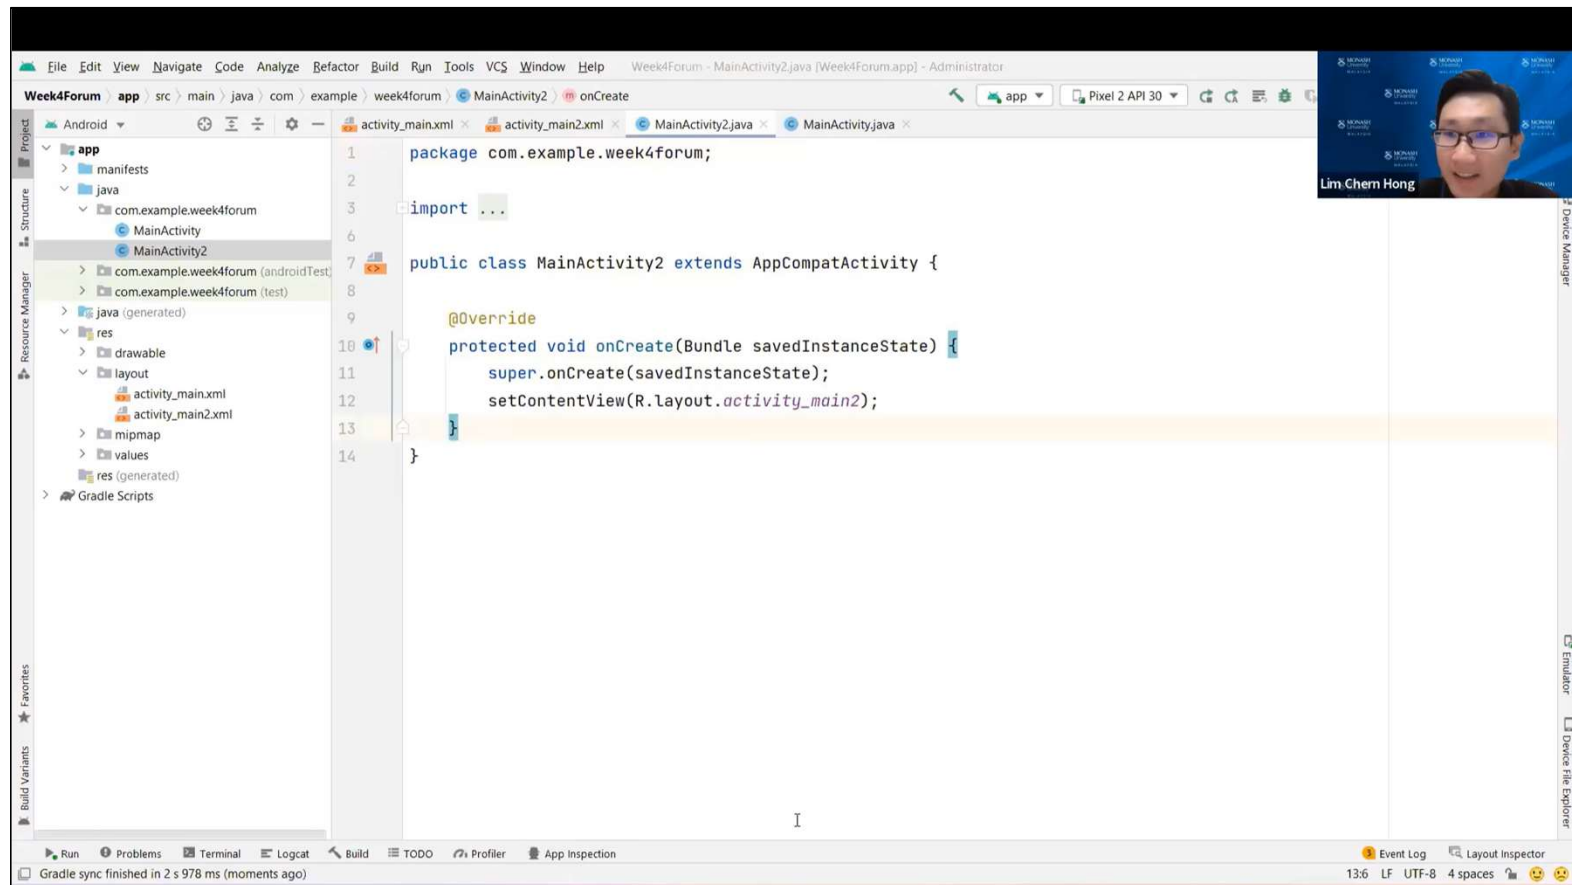 File Edit View Navigate Code Analyze Refactor Build Run Tools VCS Window Help Week4Forum - MainActivity2.java [Week4Forum.app] - Administrator
Week4Forum app src main java com example week4forum MainActivity2 onCreate app Pixel 2 API 30
Android activity_main.xml activity_main2.xml MainActivity2.java MainActivity.java
Project
Structure
Resource Manager
Favorites
Build Variants
app
manifests
java
com.example.week4forum
MainActivity
MainActivity2
com.example.week4forum (androidTest)
com.example.week4forum (test)
java (generated)
res
drawable
layout
activity_main.xml
activity_main2.xml
mipmap
values
res (generated)
Gradle Scripts
1 package com.example.week4forum;
2
3 import ...
6
7 public class MainActivity2 extends AppCompatActivity {
8
9 @Override
10 protected void onCreate(Bundle savedInstanceState) {
11 super.onCreate(savedInstanceState);
12 setContentView(R.layout.activity_main2);
13 }
14 }
Lim Chern Hong
Device Manager
Emulator
Device File Explorer
Run Problems Terminal Logcat Build TODO Profiler App Inspection 3 Event Log Layout Inspector
Gradle sync finished in 2 s 978 ms (moments ago) 13:6 LF UTF-8 4 spaces